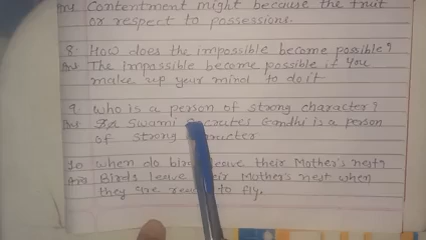 Ans Contentment might because the fruit
or respect to possessions.
8. How does the impossible become possible?
Ans The Impossible become possible if you
make up your mind to do it
9. Who is a person of strong character?
Ans Swami Gandhi is a person
of strong
10 when do birds leave their Mother's nest?
Ans Birds leave their Mother's nest when
they are to fly.